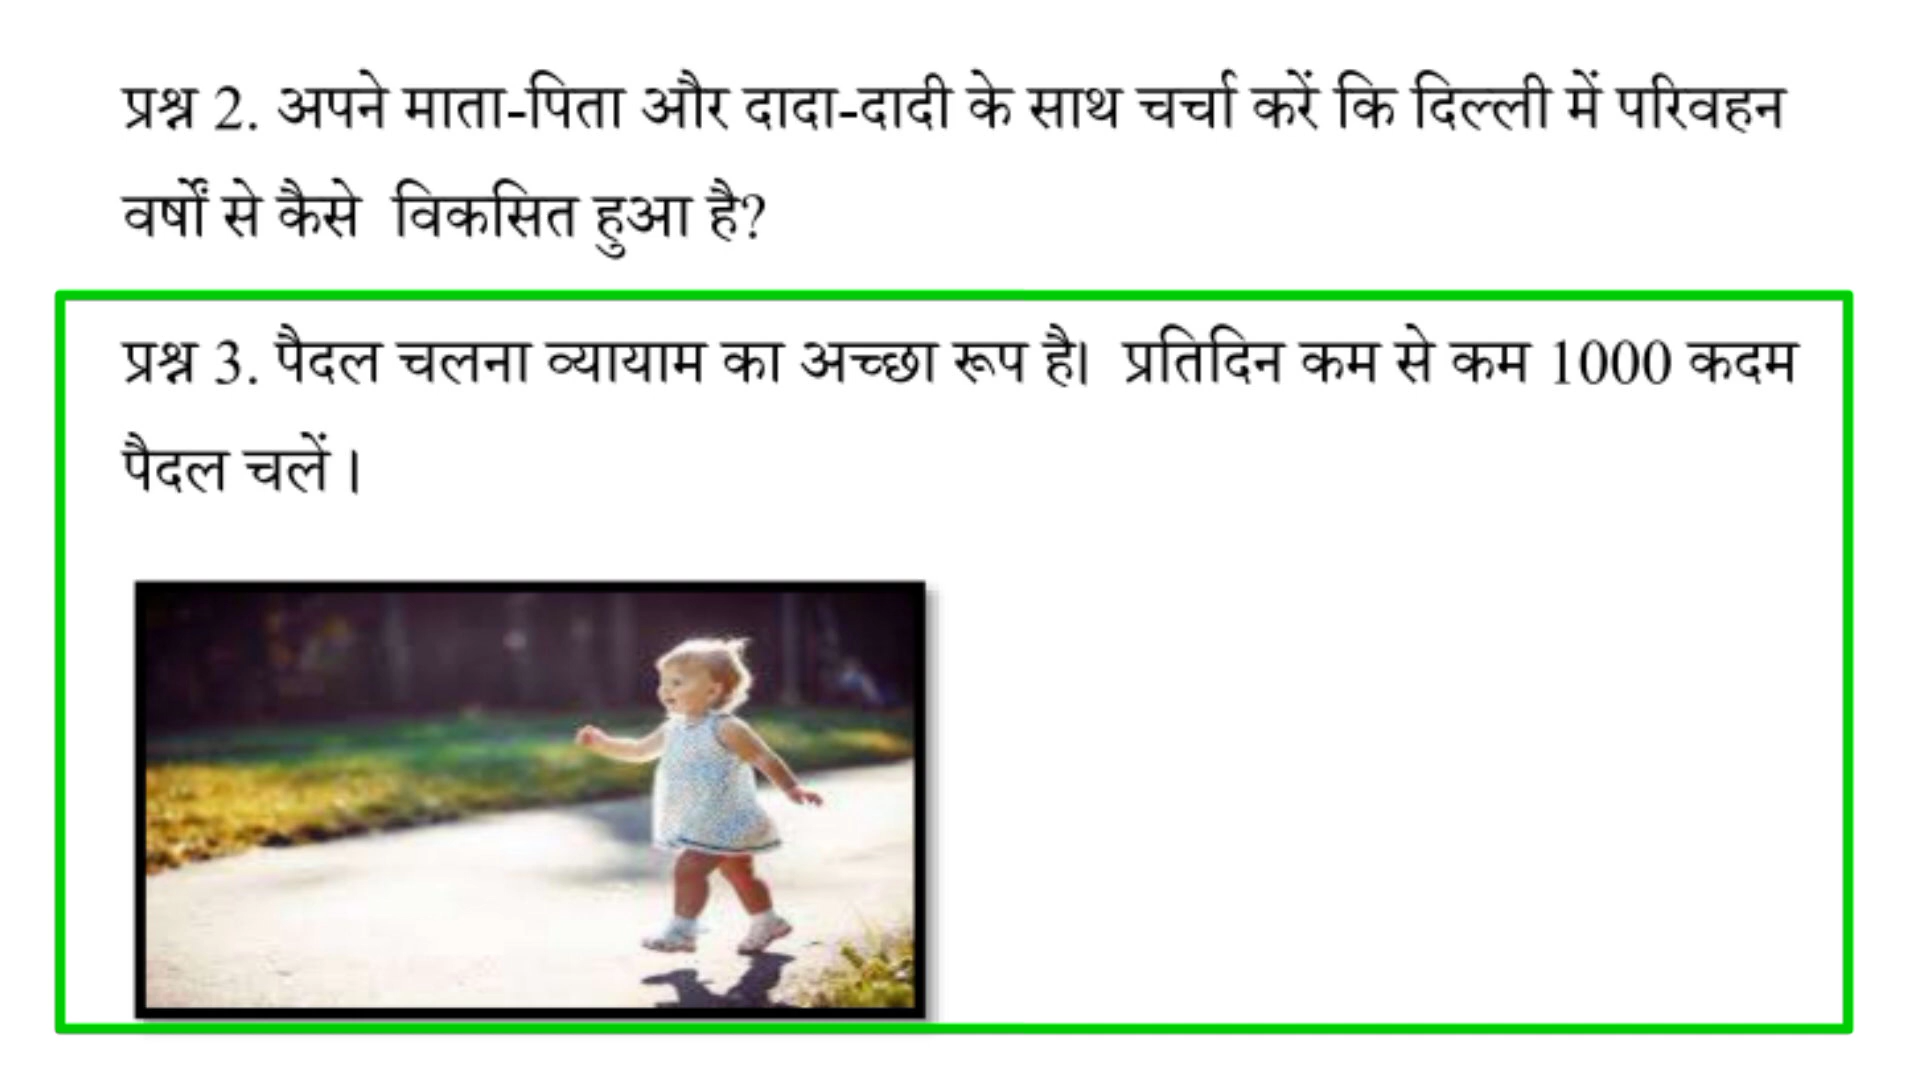 प्रश्न 2. अपने माता-पिता और दादा-दादी के साथ चर्चा करें कि दिल्ली में परिवहन
वर्षों से कैसे विकसित हुआ है?
प्रश्न 3. पैदल चलना व्यायाम का अच्छा रूप है। प्रतिदिन कम से कम 1000 कदम
पैदल चलें।